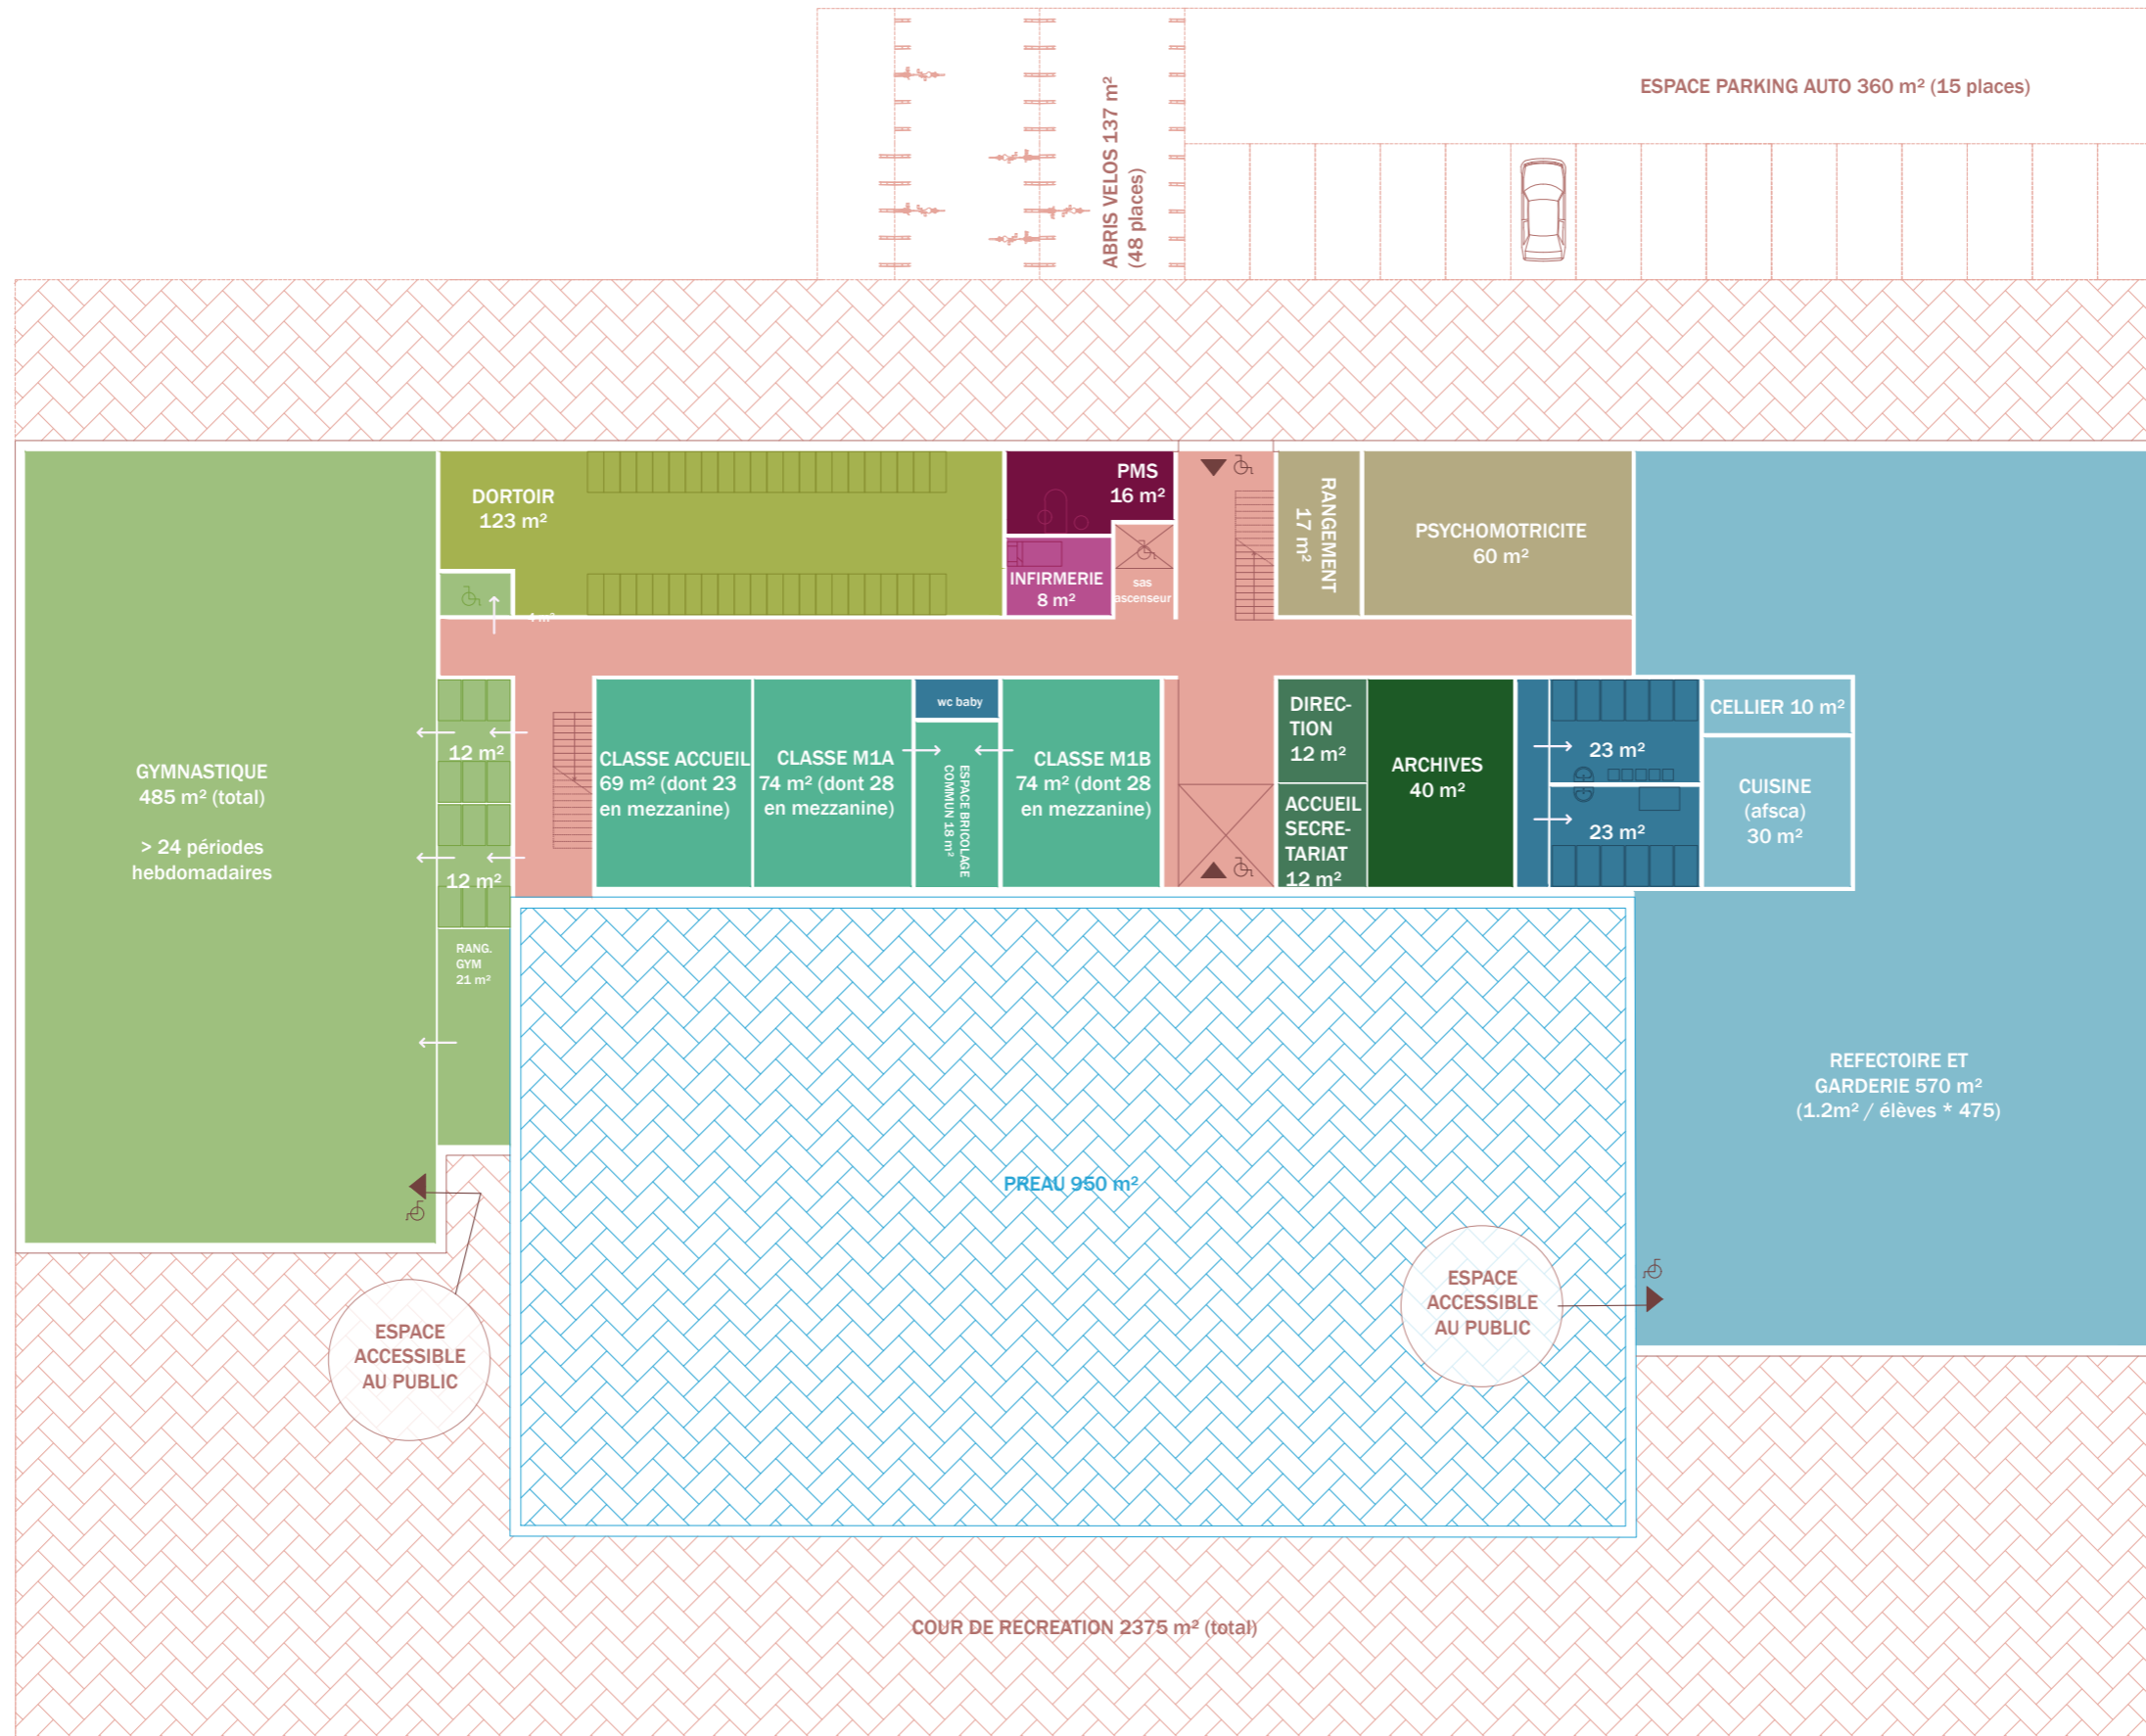 ESPACE PARKING AUTO 360 m² (15 places)
ABRIS VELOS 137 m²
(48 places)
DORTOIR
123 m²
PMS
16 m²
INFIRMERIE
8 m²
sas
ascenseur
RANGEMENT
17 m²
PSYCHOMOTRICITE
60 m²
GYMNASTIQUE
485 m² (total)
> 24 périodes
hebdomadaires
12 m²
12 m²
RANG.
GYM
21 m²
CLASSE ACCUEIL
69 m² (dont 23
en mezzanine)
CLASSE M1A
74 m² (dont 28
en mezzanine)
wc baby
ESPACE BRICOLAGE
COMMUN 18 m²
CLASSE M1B
74 m² (dont 28
en mezzanine)
DIREC-
TION
12 m²
ACCUEIL
SECRE-
TARIAT
12 m²
ARCHIVES
40 m²
23 m²
23 m²
CELLIER 10 m²
CUISINE
(afsca)
30 m²
REFECTOIRE ET
GARDERIE 570 m²
(1.2m² / élèves * 475)
PREAU 950 m²
ESPACE
ACCESSIBLE
AU PUBLIC
ESPACE
ACCESSIBLE
AU PUBLIC
COUR DE RECREATION 2375 m² (total)